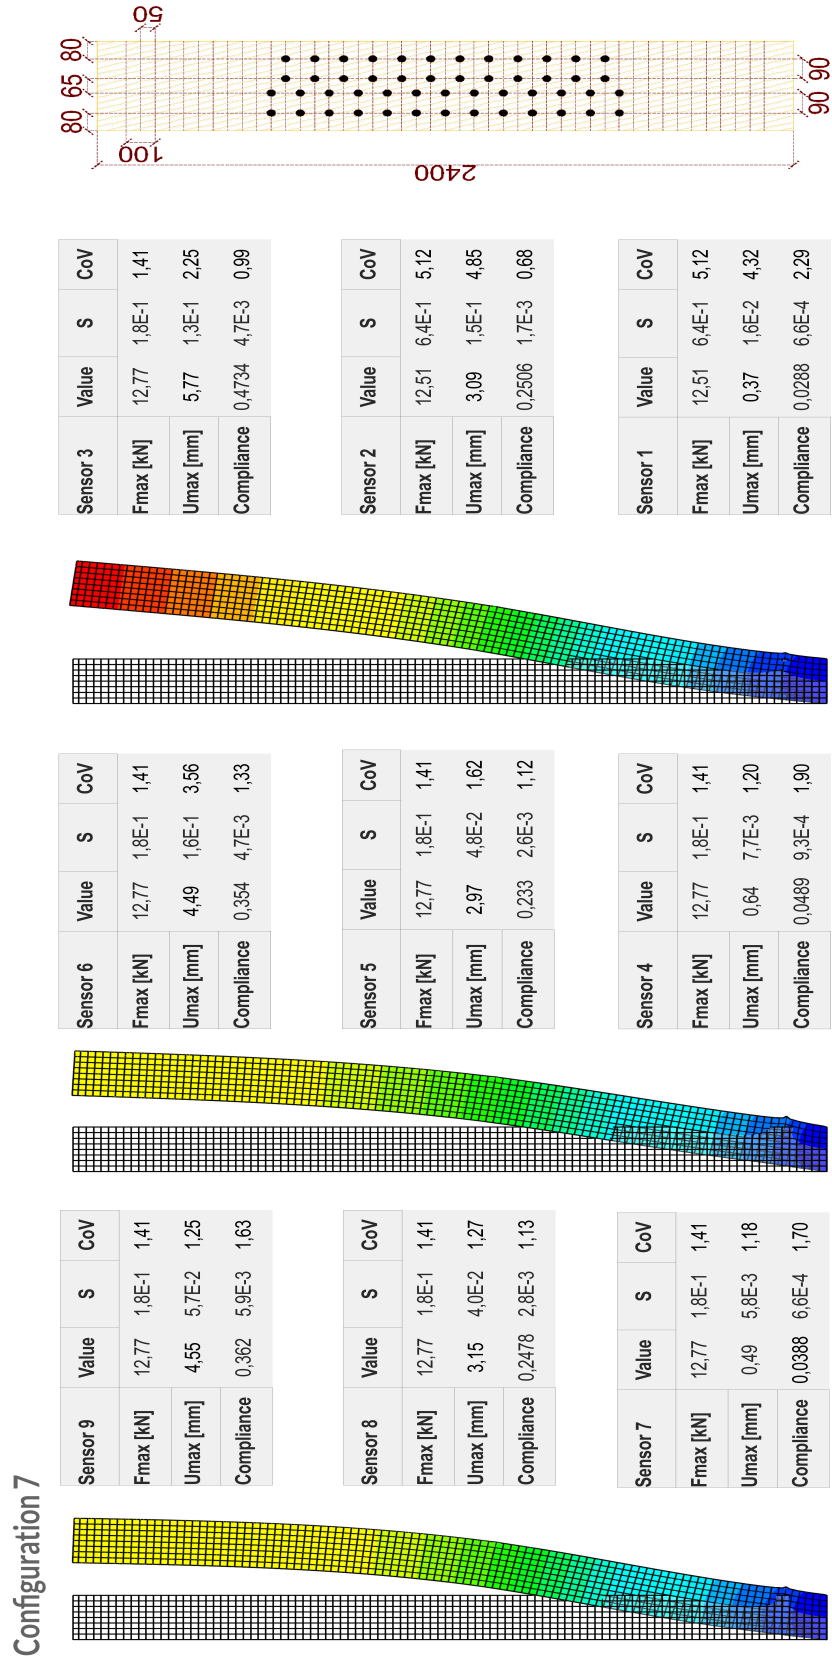 Configuration 7
Sensor 9 Value S CoV
Fmax [kN] 12,77 1,8E-1 1,41
Umax [mm] 4,55 5,7E-2 1,25
Compliance 0,362 5,9E-3 1,63
Sensor 8 Value S CoV
Fmax [kN] 12,77 1,8E-1 1,41
Umax [mm] 3,15 4,0E-2 1,27
Compliance 0,2478 2,8E-3 1,13
Sensor 7 Value S CoV
Fmax [kN] 12,77 1,8E-1 1,41
Umax [mm] 0,49 5,8E-3 1,18
Compliance 0,0388 6,6E-4 1,70
Sensor 6 Value S CoV
Fmax [kN] 12,77 1,8E-1 1,41
Umax [mm] 4,49 1,6E-1 3,56
Compliance 0,354 4,7E-3 1,33
Sensor 5 Value S CoV
Fmax [kN] 12,77 1,8E-1 1,41
Umax [mm] 2,97 4,8E-2 1,62
Compliance 0,233 2,6E-3 1,12
Sensor 4 Value S CoV
Fmax [kN] 12,77 1,8E-1 1,41
Umax [mm] 0,64 7,7E-3 1,20
Compliance 0,0489 9,3E-4 1,90
Sensor 3 Value S CoV
Fmax [kN] 12,77 1,8E-1 1,41
Umax [mm] 5,77 1,3E-1 2,25
Compliance 0,4734 4,7E-3 0,99
Sensor 2 Value S CoV
Fmax [kN] 12,51 6,4E-1 5,12
Umax [mm] 3,09 1,5E-1 4,85
Compliance 0,2506 1,7E-3 0,68
Sensor 1 Value S CoV
Fmax [kN] 12,51 6,4E-1 5,12
Umax [mm] 0,37 1,6E-2 4,32
Compliance 0,0288 6,6E-4 2,29
80 65 80
50
100
2400
90 90